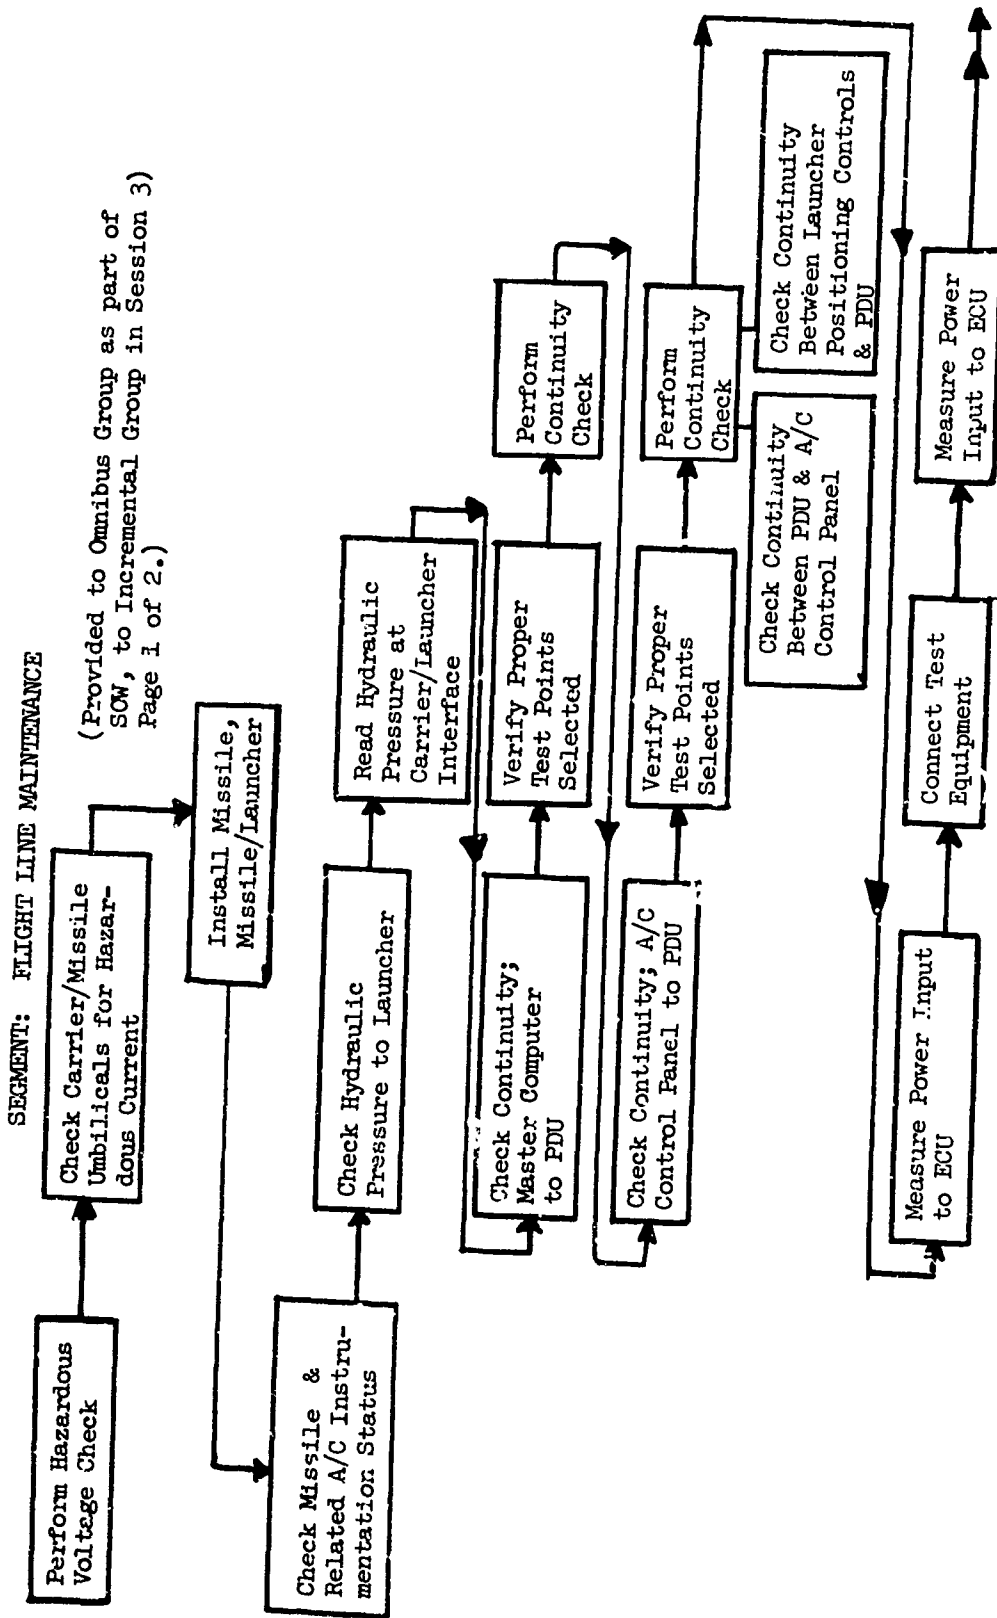 SEGMENT: FLIGHT LINE MAINTENANCE
(Provided to Omnibus Group as part of
SOW, to Incremental Group in Session 3)
Page 1 of 2.)
Perform Hazardous
Voltage Check
Check Carrier/Missile
Umbilicals for Hazar-
dous Current
Install Missile,
Missile/Launcher
Check Missile &
Related A/C Instru-
mentation Status
Check Hydraulic
Pressure to Launcher
Read Hydraulic
Pressure at
Carrier/Launcher
Interface
Check Continuity;
Master Computer
to PDU
Verify Proper
Test Points
Selected
Perform
Continuity
Check
Check Continuity; A/C
Control Panel to PDU
Verify Proper
Test Points
Selected
Perform
Continuity
Check
Check Continuity
Between PDU & A/C
Control Panel
Check Continuity
Between Launcher
Positioning Controls
& PDU
Measure Power Input
to ECU
Connect Test
Equipment
Measure Power
Input to ECU